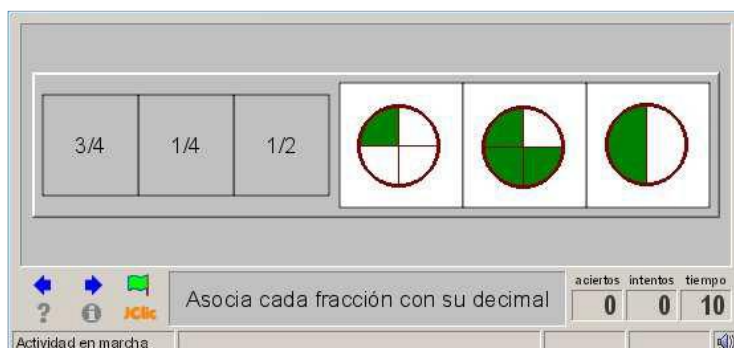 3/4 1/4 1/2
aciertos intentos tiempo
? i JClic Asocia cada fracción con su decimal 0 0 10
Actividad en marcha